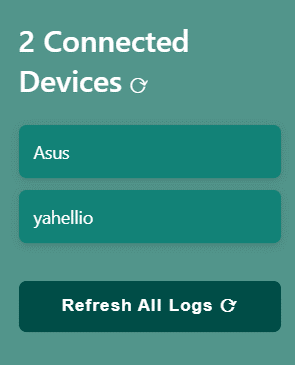 2 Connected
Devices ⟳
Asus
yahellio
Refresh All Logs ⟳